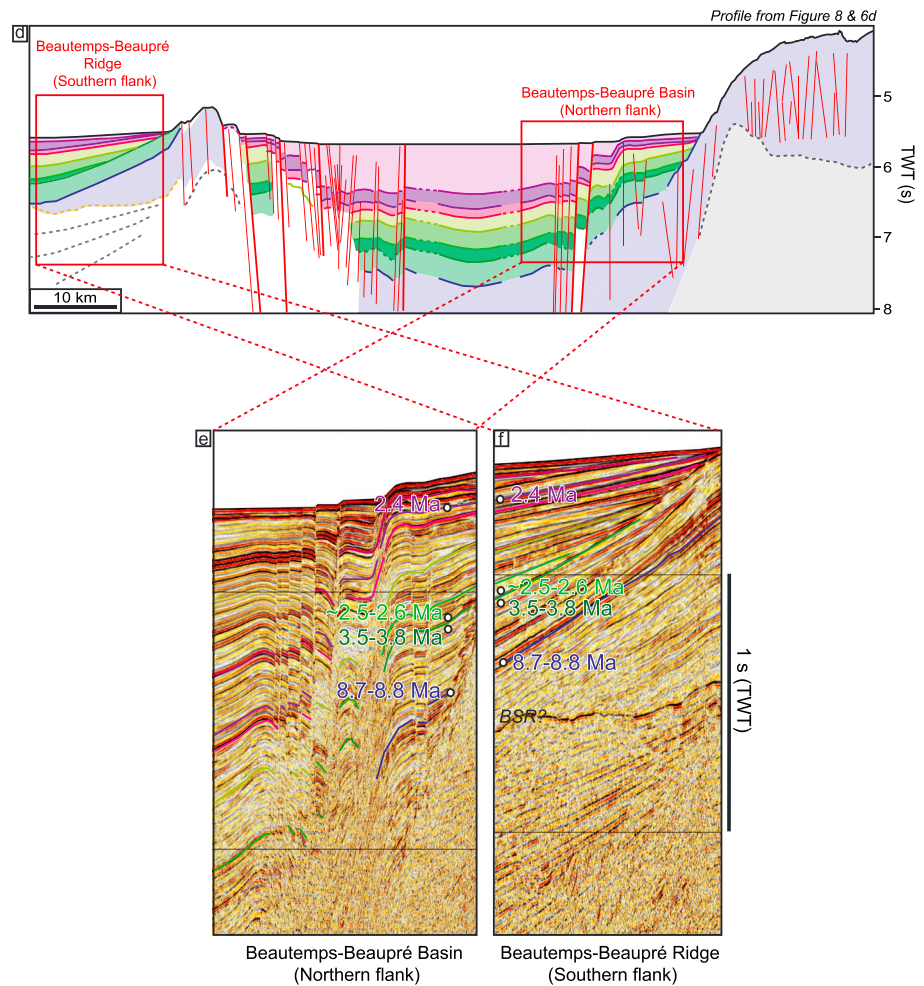 Profile from Figure 8 & 6d
d
Beautemps-Beaupré
Ridge
(Southern flank)
Beautemps-Beaupré Basin
(Northern flank)
5
6
7
8
TWT (s)
10 km
e
2.4 Ma
~2.5-2.6 Ma
3.5-3.8 Ma
8.7-8.8 Ma
f
2.4 Ma
~2.5-2.6 Ma
3.5-3.8 Ma
8.7-8.8 Ma
BSR?
1 s (TWT)
Beautemps-Beaupré Basin
(Northern flank)
Beautemps-Beaupré Ridge
(Southern flank)